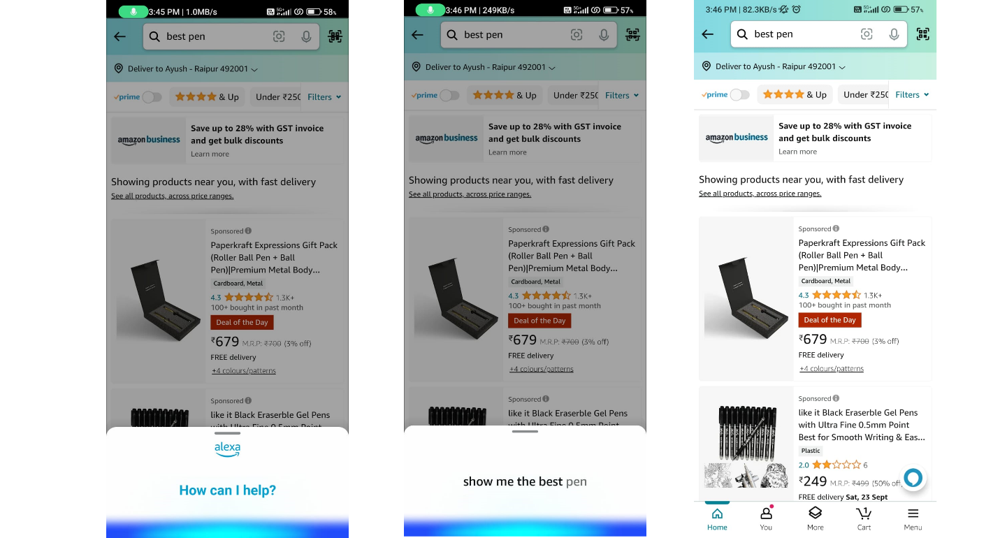 3:45 PM | 1.0MB/s 5G+ 58%
best pen
Deliver to Ayush - Raipur 492001
prime & Up Under ₹250 Filters
amazon business
Save up to 28% with GST invoice
and get bulk discounts
Learn more
Showing products near you, with fast delivery
See all products, across price ranges.
Sponsored
Paperkraft Expressions Gift Pack
(Roller Ball Pen + Ball
Pen)|Premium Metal Body...
Cardboard, Metal
4.3 1.3K+
100+ bought in past month
Deal of the Day
₹679 M.R.P: ₹700 (3% off)
FREE delivery
+4 colours/patterns
Sponsored
like it Black Eraserble Gel Pens
with Ultra Fine 0.5mm Point
alexa
How can I help?
3:46 PM | 249KB/s 5G+ 57%
best pen
Deliver to Ayush - Raipur 492001
prime & Up Under ₹250 Filters
amazon business
Save up to 28% with GST invoice
and get bulk discounts
Learn more
Showing products near you, with fast delivery
See all products, across price ranges.
Sponsored
Paperkraft Expressions Gift Pack
(Roller Ball Pen + Ball
Pen)|Premium Metal Body...
Cardboard, Metal
4.3 1.3K+
100+ bought in past month
Deal of the Day
₹679 M.R.P: ₹700 (3% off)
FREE delivery
+4 colours/patterns
Sponsored
like it Black Eraserble Gel Pens
with Ultra Fine 0.5mm Point
show me the best pen
3:46 PM | 82.3KB/s 5G+ 57%
best pen
Deliver to Ayush - Raipur 492001
prime & Up Under ₹250 Filters
amazon business
Save up to 28% with GST invoice
and get bulk discounts
Learn more
Showing products near you, with fast delivery
See all products, across price ranges.
Sponsored
Paperkraft Expressions Gift Pack
(Roller Ball Pen + Ball
Pen)|Premium Metal Body...
Cardboard, Metal
4.3 1.3K+
100+ bought in past month
Deal of the Day
₹679 M.R.P: ₹700 (3% off)
FREE delivery
+4 colours/patterns
Sponsored
like it Black Eraserble Gel Pens
with Ultra Fine 0.5mm Point
Best for Smooth Writing & Eas...
Plastic
2.0 6
₹249 M.R.P: ₹499 (50% off
FREE delivery Sat, 23 Sept
Home You More 1 Cart Menu